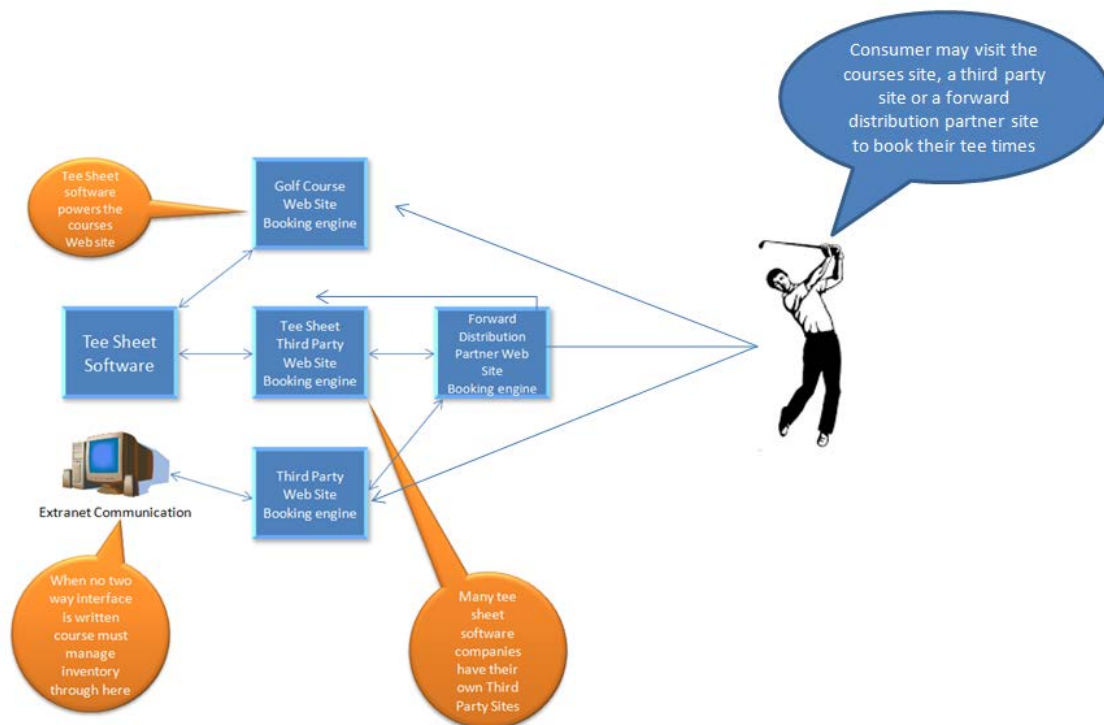 Consumer may visit the
courses site, a third party
site or a forward
distribution partner site
to book their tee times
Tee Sheet
software
powers the
courses
Web site
Golf Course
Web Site
Booking engine
Tee Sheet
Software
Tee Sheet
Third Party
Web Site
Booking engine
Forward
Distribution
Partner Web
Site
Booking engine
Extranet Communication
Third Party
Web Site
Booking engine
When no two
way interface
is written
course must
manage
inventory
through here
Many tee
sheet
software
companies
have their
own Third
Party Sites